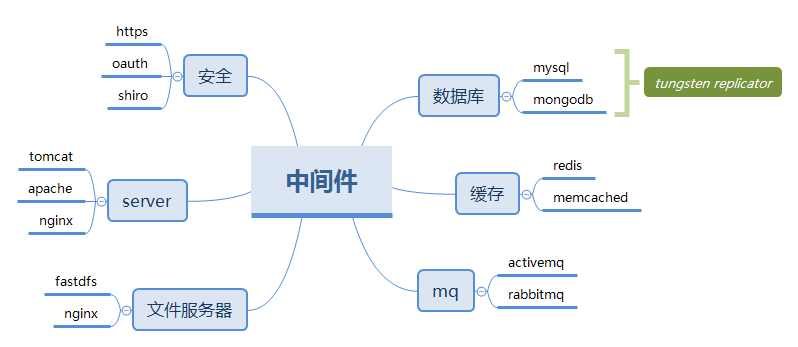 中间件
安全
https
oauth
shiro
server
tomcat
apache
nginx
文件服务器
fastdfs
nginx
数据库
mysql
mongodb
tungsten replicator
缓存
redis
memcached
mq
activemq
rabbitmq